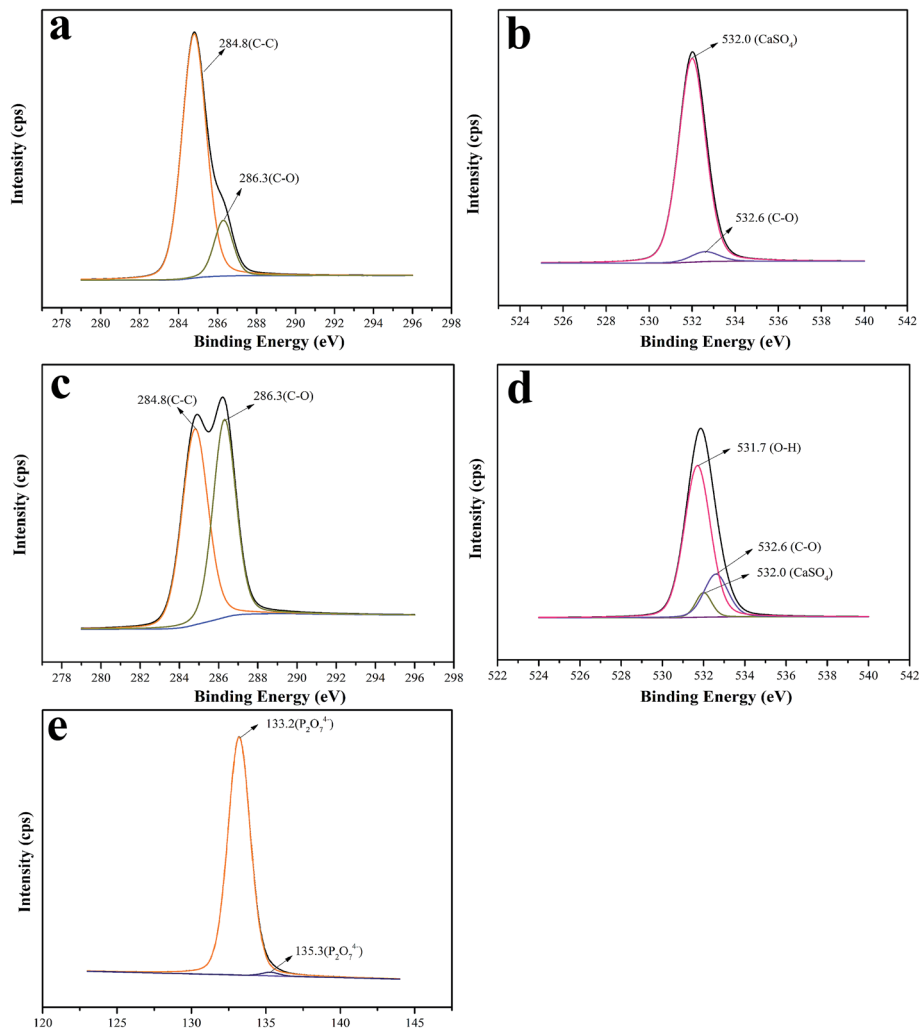 a
284.8(C-C)
286.3(C-O)
Intensity (cps)
278 280 282 284 286 288 290 292 294 296 298
Binding Energy (eV)
b
532.0 (CaSO₄)
532.6 (C-O)
Intensity (cps)
524 526 528 530 532 534 536 538 540 542
Binding Energy (eV)
c
284.8(C-C)
286.3(C-O)
Intensity (cps)
278 280 282 284 286 288 290 292 294 296 298
Binding Energy (eV)
d
531.7 (O-H)
532.6 (C-O)
532.0 (CaSO₄)
Intensity (cps)
522 524 526 528 530 532 534 536 538 540 542
Binding Energy (eV)
e
133.2(P₂O₇⁴⁻)
135.3(P₂O₇⁴⁻)
Intensity (cps)
120 125 130 135 140 145